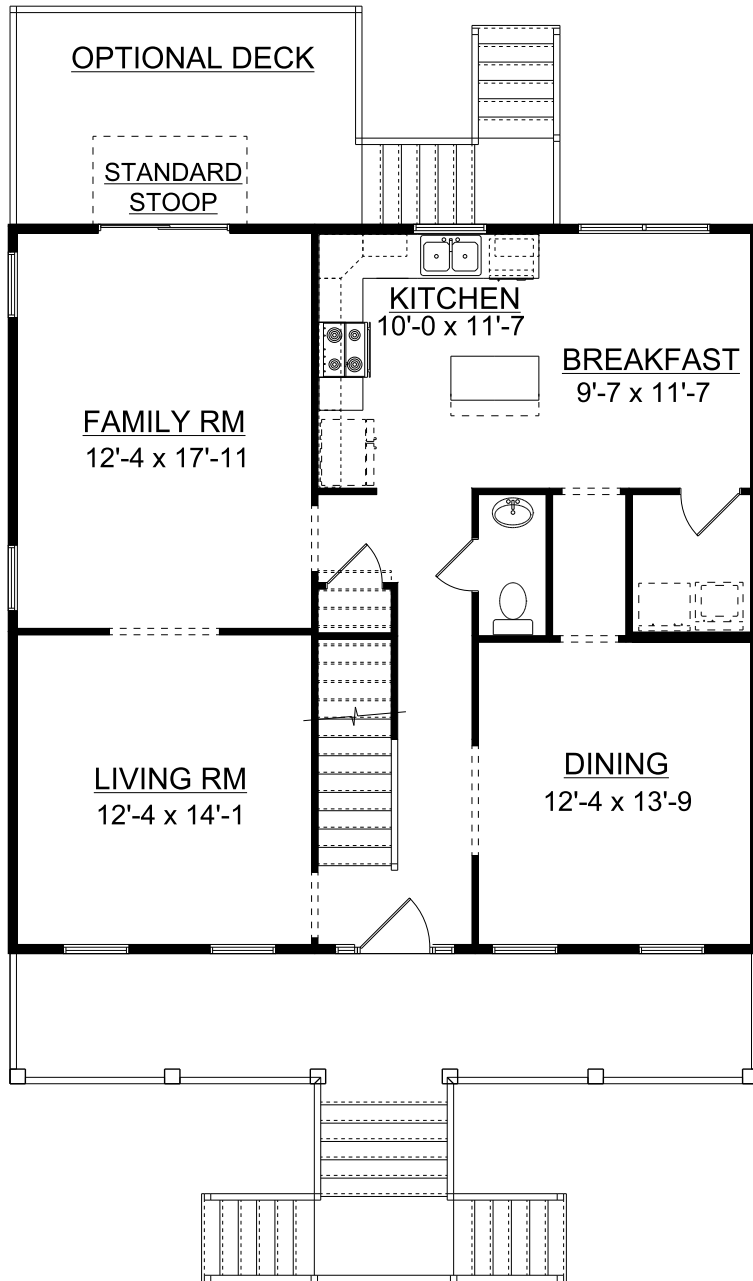 OPTIONAL DECK
STANDARD
STOOP
KITCHEN
10'-0 x 11'-7
BREAKFAST
9'-7 x 11'-7
FAMILY RM
12'-4 x 17'-11
LIVING RM
12'-4 x 14'-1
DINING
12'-4 x 13'-9